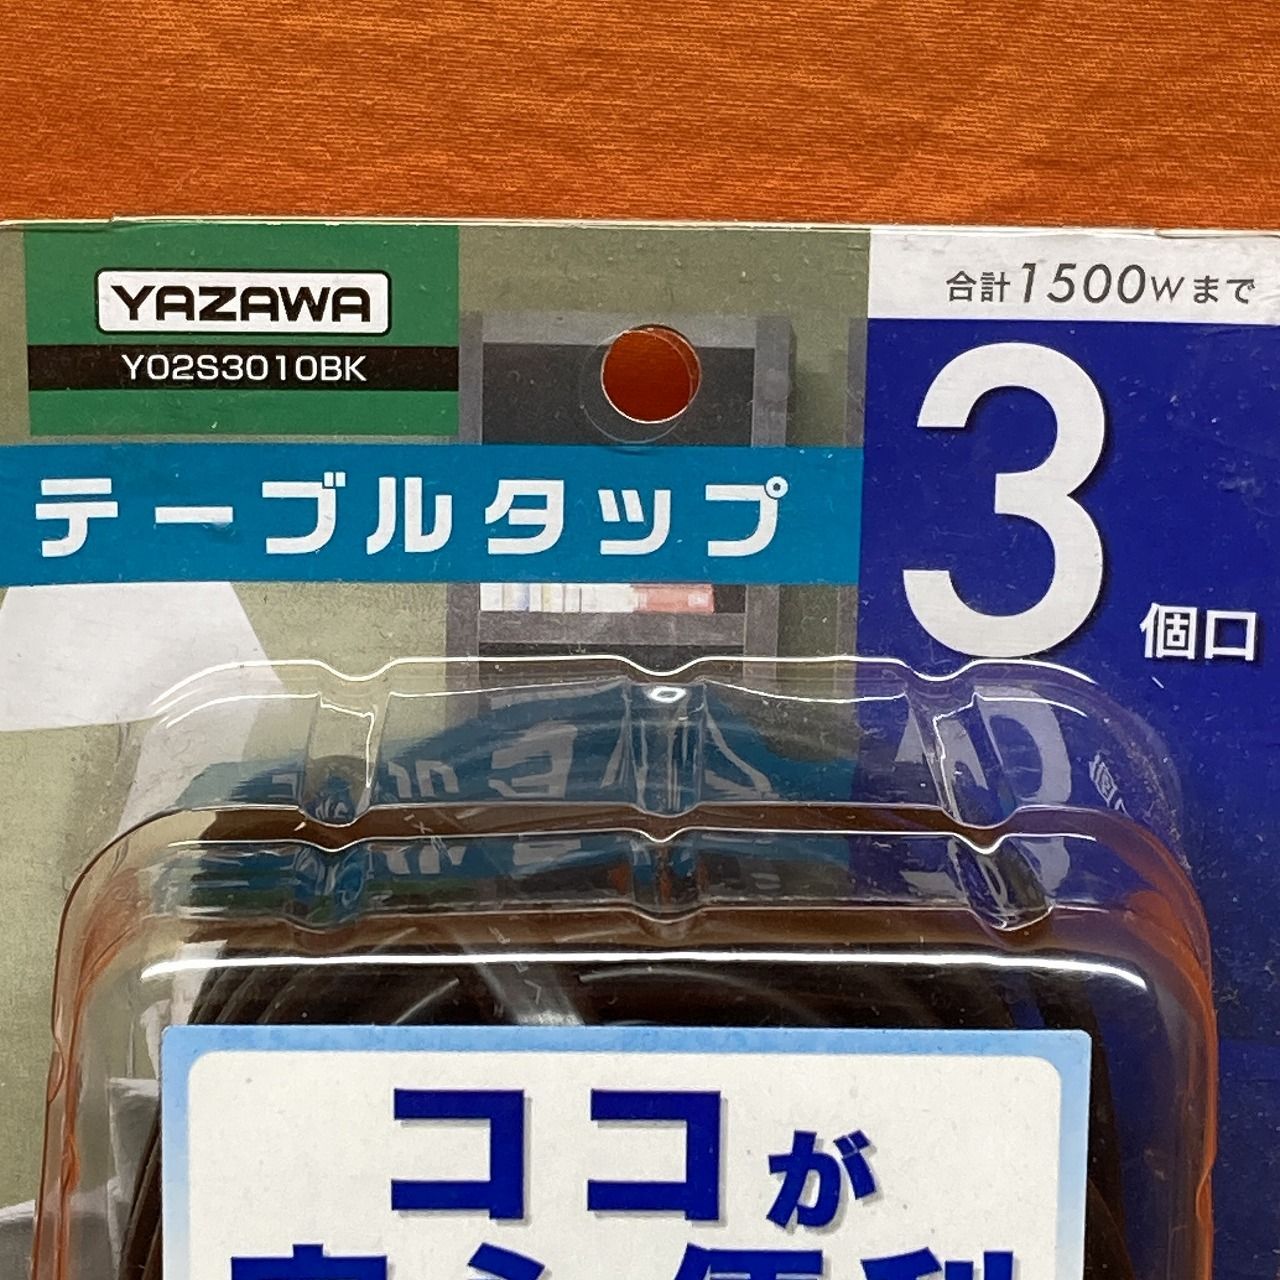 YAZAWA
Y02S3010BK
合計1500Wまで
テーブルタップ
3個口
ココが